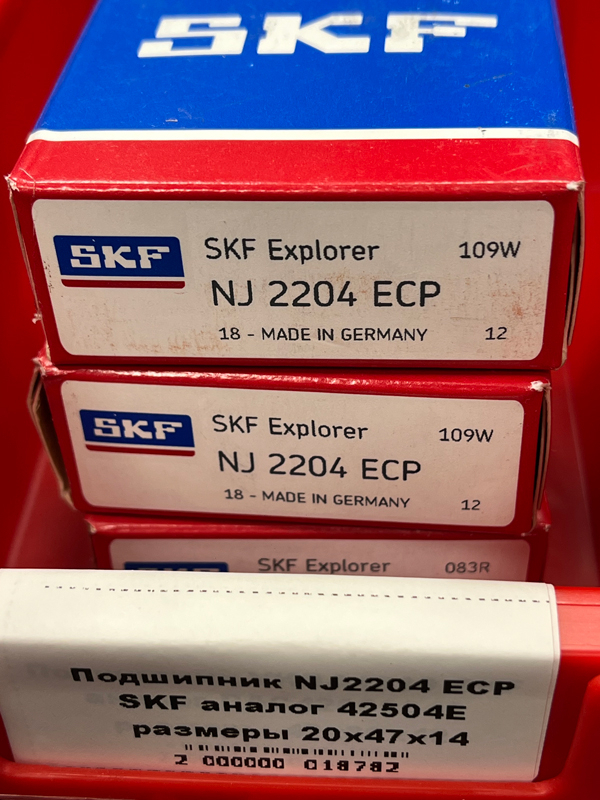 SKF
SKF
SKF Explorer
109W
NJ 2204 ECP
18 - MADE IN GERMANY
12
SKF
SKF Explorer
109W
NJ 2204 ECP
18 - MADE IN GERMANY
12
SKF
SKF Explorer
083R
Подшипник NJ2204 ECP
SKF аналог 42504E
размеры 20x47x14
2 000000 018782